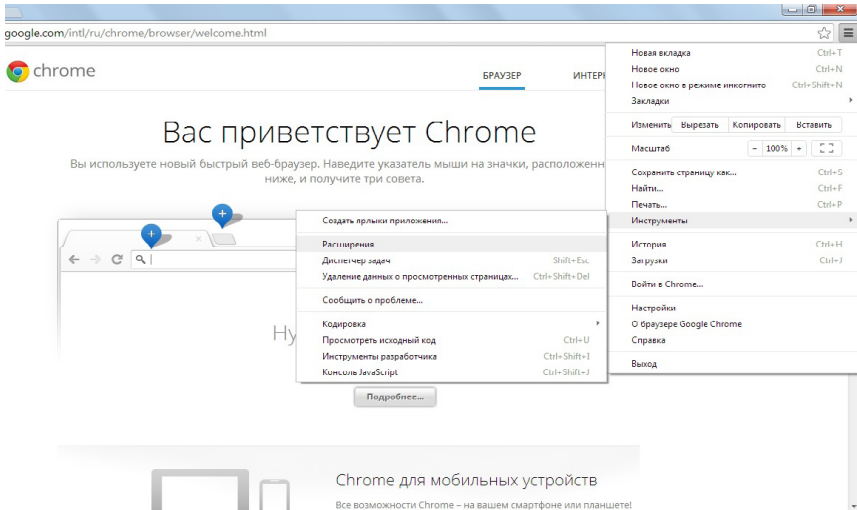 google.com/intl/ru/chrome/browser/welcome.html
chrome
БРАУЗЕР ИНТЕРН
Вас приветствует Chrome
Вы используете новый быстрый веб-браузер. Наведите указатель мыши на значки, расположенн
ниже, и получите три совета.
Ну
Подробнее...
Chrome для мобильных устройств
Все возможности Chrome – на вашем смартфоне или планшете!
Новая вкладка Ctrl+T
Новое окно Ctrl+N
Новое окно в режиме инкогнито Ctrl+Shift+N
Закладки
Изменить Вырезать Копировать Вставить
Масштаб - 100% +
Сохранить страницу как... Ctrl+S
Найти... Ctrl+F
Печать... Ctrl+P
Инструменты
История Ctrl+H
Загрузки Ctrl+J
Войти в Chrome...
Настройки
О браузере Google Chrome
Справка
Выход
Создать ярлыки приложения...
Расширения
Диспетчер задач Shift+Esc
Удаление данных о просмотренных страницах... Ctrl+Shift+Del
Сообщить о проблеме...
Кодировка
Просмотреть исходный код Ctrl+U
Инструменты разработчика Ctrl+Shift+I
Консоль JavaScript Ctrl+Shift+J